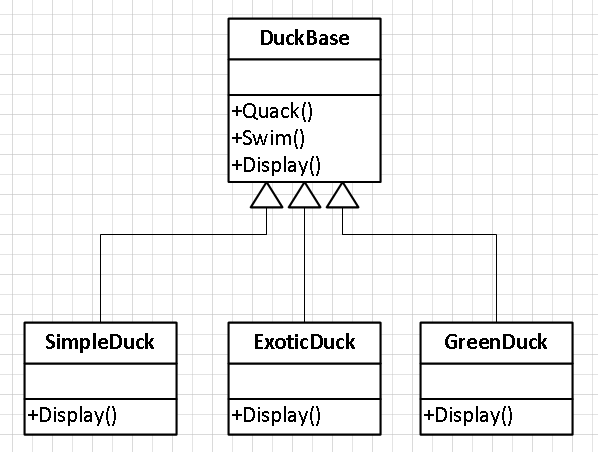 DuckBase
+Quack()
+Swim()
+Display()
SimpleDuck
+Display()
ExoticDuck
+Display()
GreenDuck
+Display()